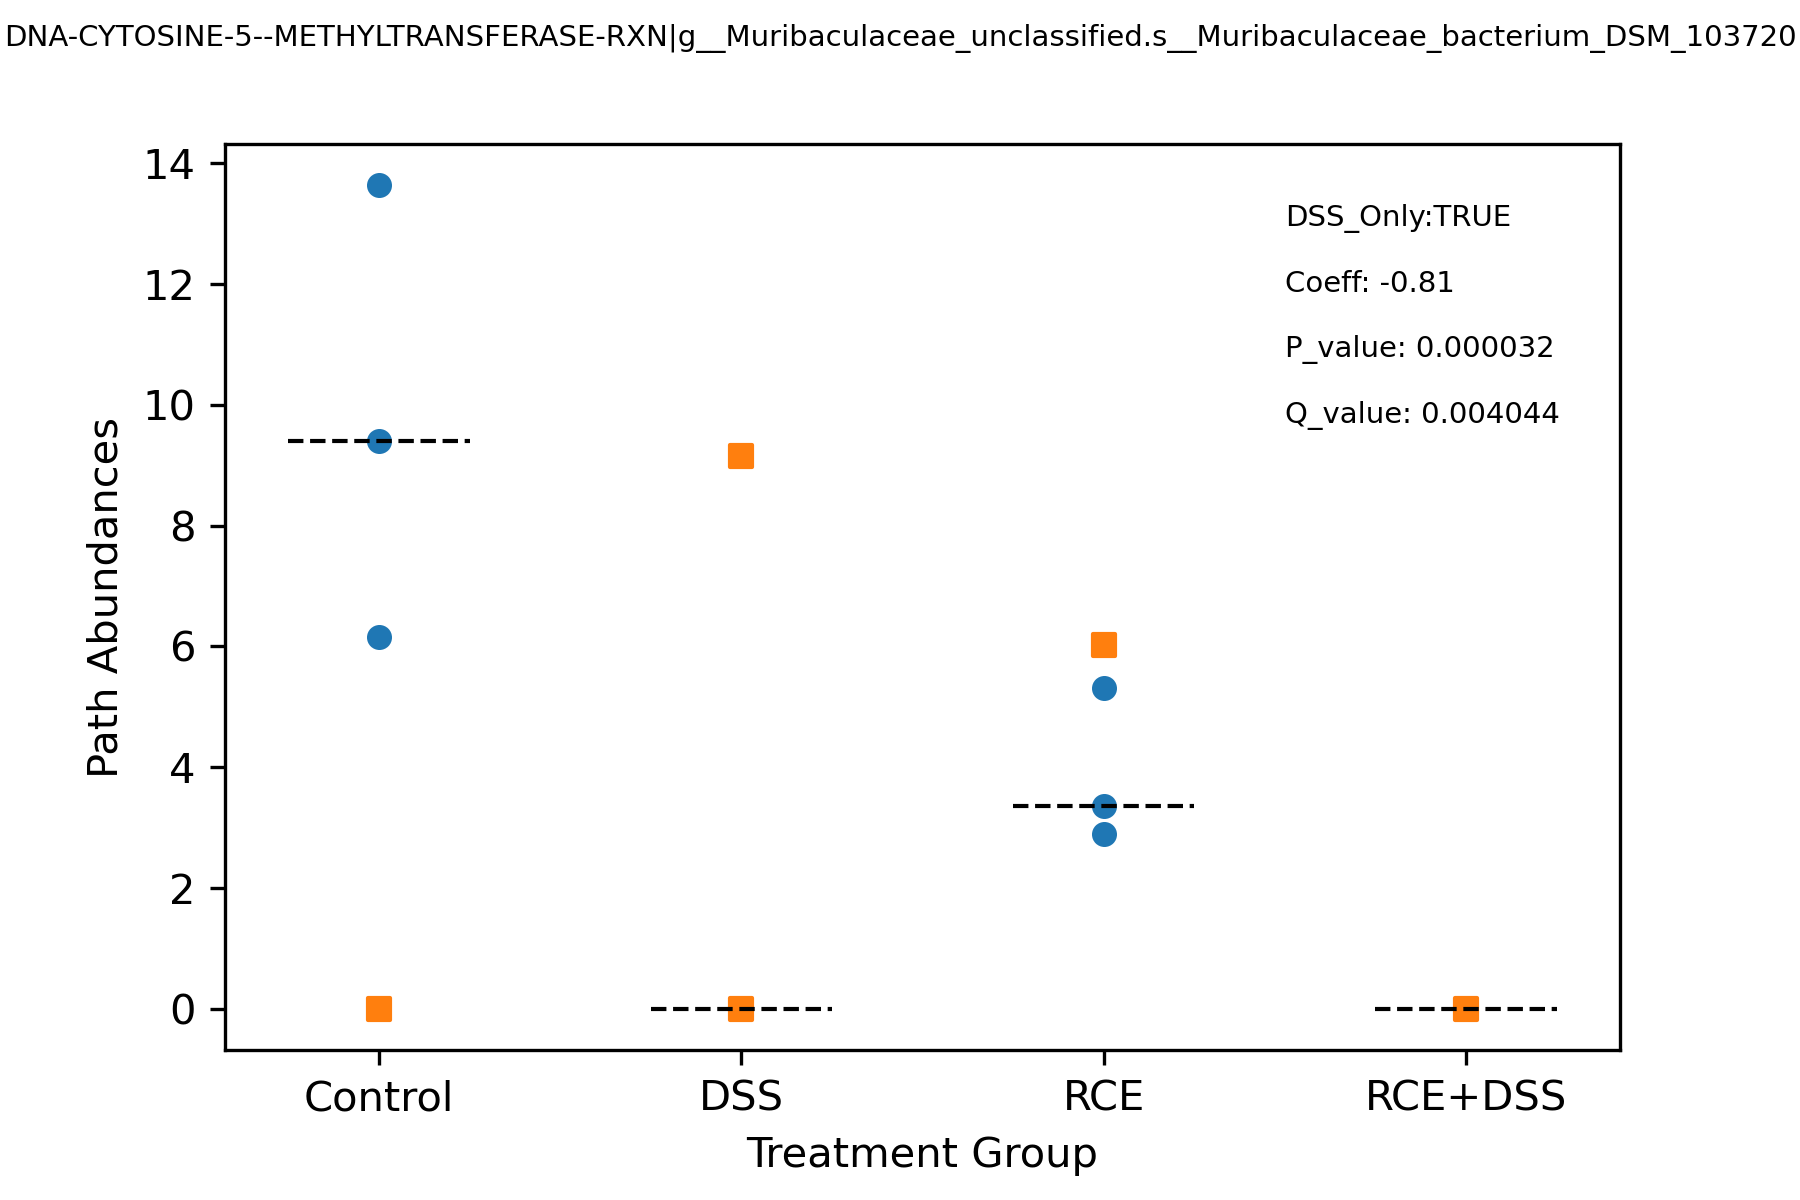 DNA-CYTOSINE-5--METHYLTRANSFERASE-RXN|g__Muribaculaceae_unclassified.s__Muribaculaceae_bacterium_DSM_103720
14
12
10
8
6
4
2
0
Path Abundances
DSS_Only:TRUE
Coeff: -0.81
P_value: 0.000032
Q_value: 0.004044
Control
DSS
RCE
RCE+DSS
Treatment Group